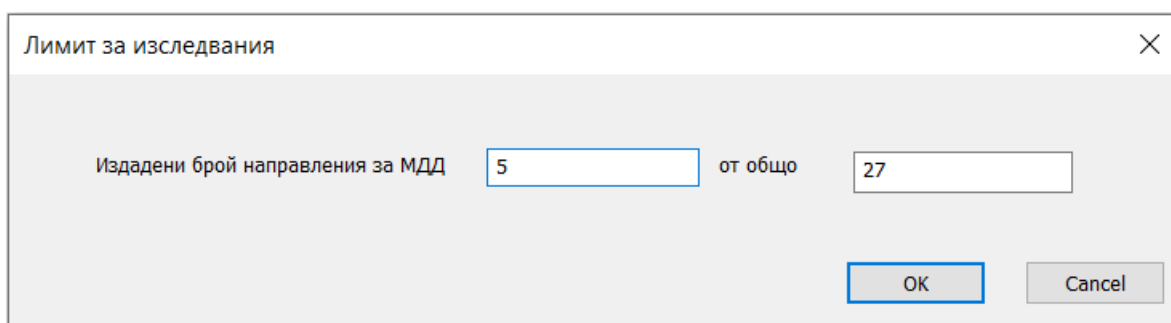 Лимит за изследвания
Издадени брой направления за МДД 5 от общо 27
OK Cancel